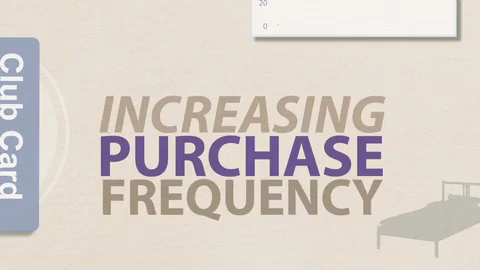 20
0
INCREASING
PURCHASE
FREQUENCY
Club Card